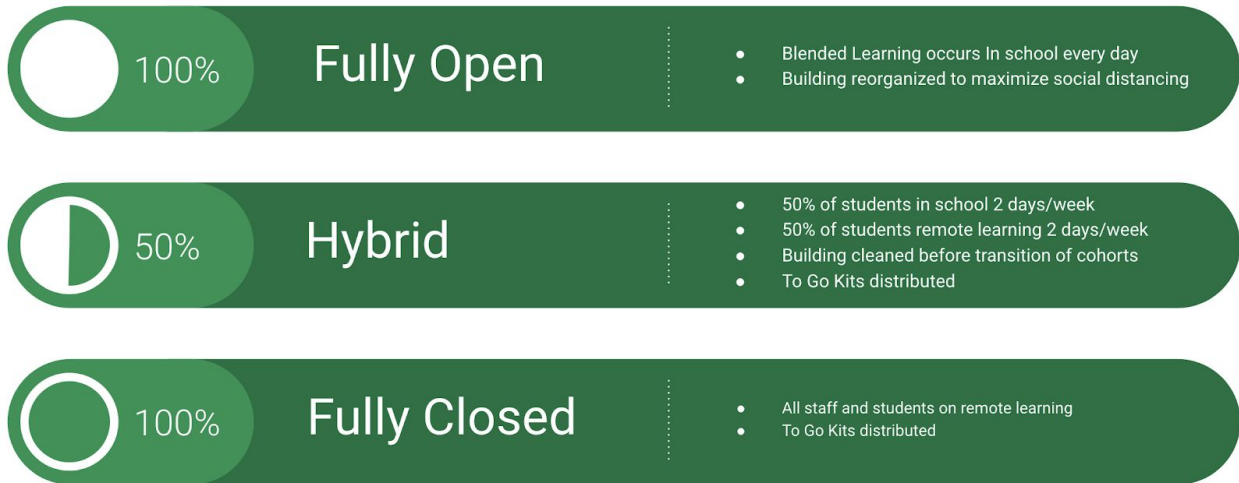 100%
Fully Open
● Blended Learning occurs In school every day
● Building reorganized to maximize social distancing
50%
Hybrid
● 50% of students in school 2 days/week
● 50% of students remote learning 2 days/week
● Building cleaned before transition of cohorts
● To Go Kits distributed
100%
Fully Closed
● All staff and students on remote learning
● To Go Kits distributed